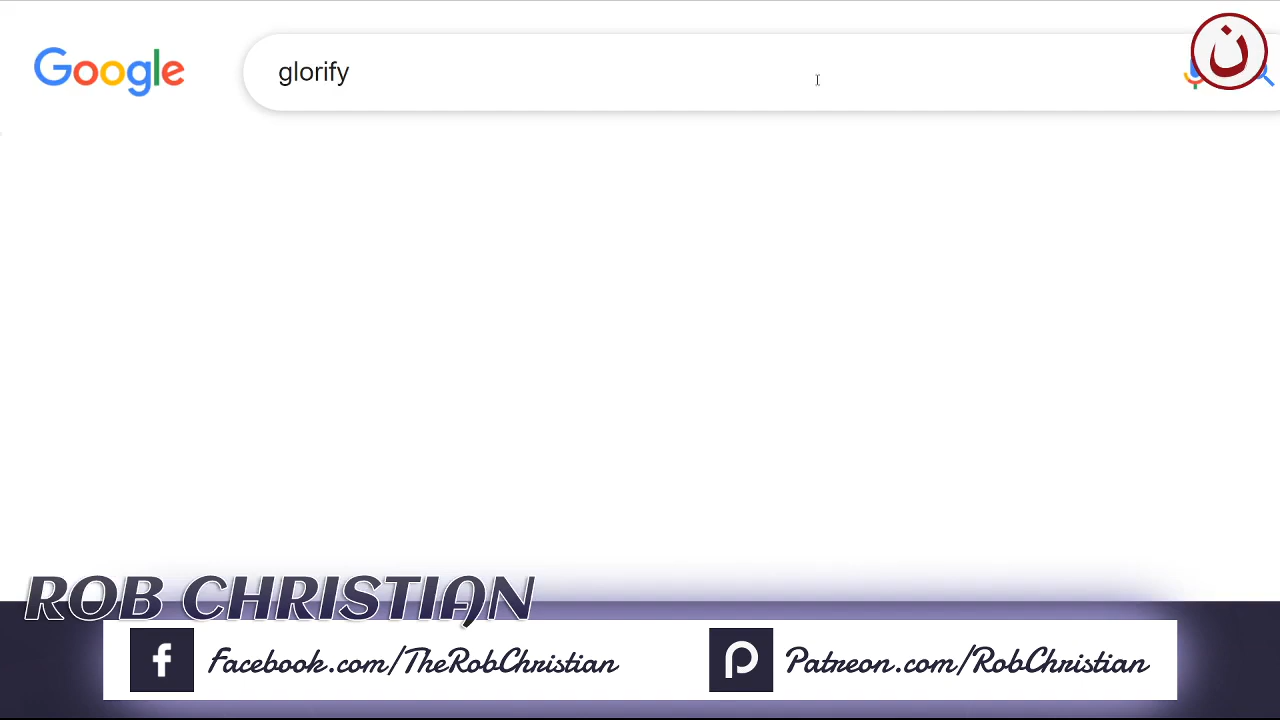 Google
glorify
ن
ROB CHRISTIAN
Facebook.com/TheRobChristian
Patreon.com/RobChristian